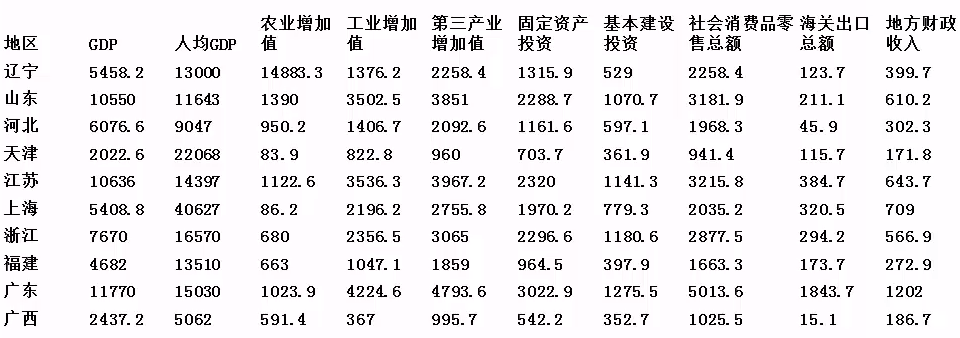 地区 GDP 人均GDP 农业增加值 工业增加值 第三产业增加值 固定资产投资 基本建设投资 社会消费品零售总额 海关出口总额 地方财政收入
辽宁 5458.2 13000 14883.3 1376.2 2258.4 1315.9 529 2258.4 123.7 399.7
山东 10550 11643 1390 3502.5 3851 2288.7 1070.7 3181.9 211.1 610.2
河北 6076.6 9047 950.2 1406.7 2092.6 1161.6 597.1 1968.3 45.9 302.3
天津 2022.6 22068 83.9 822.8 960 703.7 361.9 941.4 115.7 171.8
江苏 10636 14397 1122.6 3536.3 3967.2 2320 1141.3 3215.8 384.7 643.7
上海 5408.8 40627 86.2 2196.2 2755.8 1970.2 779.3 2035.2 320.5 709
浙江 7670 16570 680 2356.5 3065 2296.6 1180.6 2877.5 294.2 566.9
福建 4682 13510 663 1047.1 1859 964.5 397.9 1663.3 173.7 272.9
广东 11770 15030 1023.9 4224.6 4793.6 3022.9 1275.5 5013.6 1843.7 1202
广西 2437.2 5062 591.4 367 995.7 542.2 352.7 1025.5 15.1 186.7